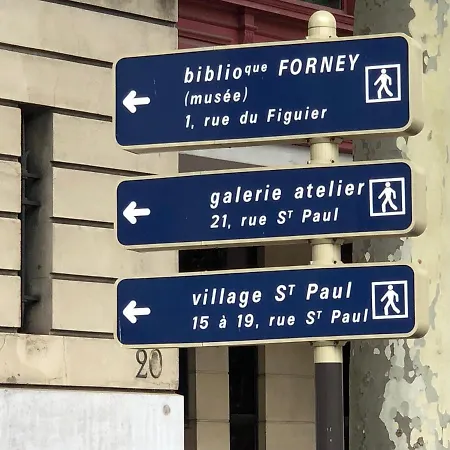 biblioque FORNEY
(musée)
1, rue du Figuier
galerie atelier
21, rue ST Paul
village ST Paul
15 à 19, rue ST Paul
20